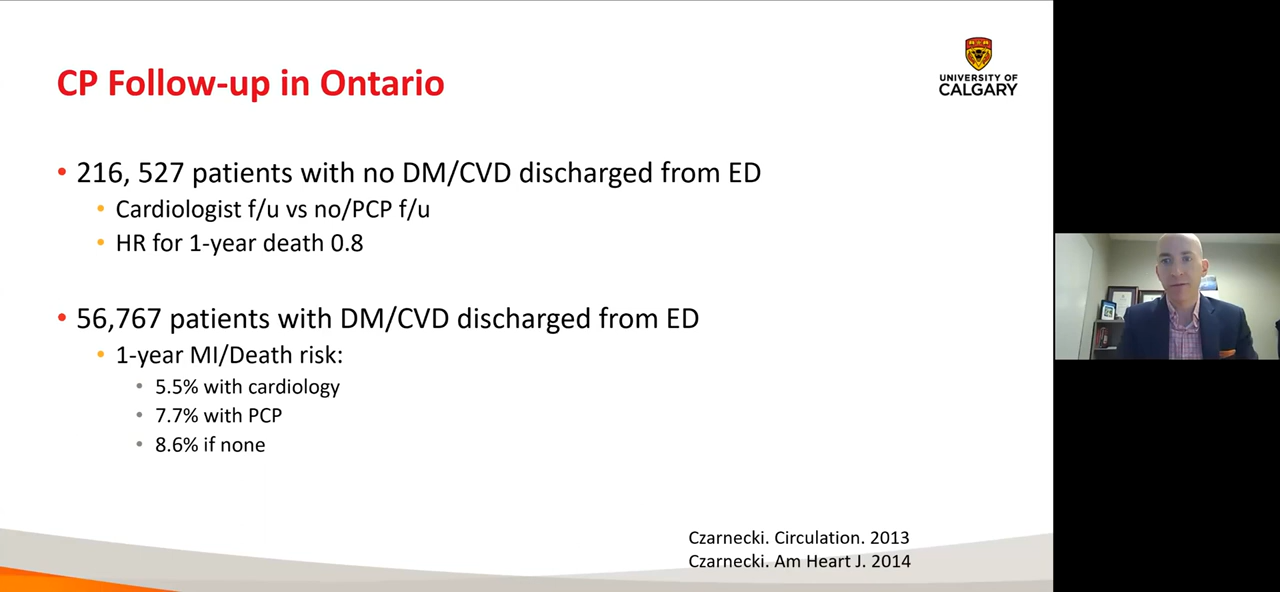 CP Follow-up in Ontario
UNIVERSITY OF
CALGARY
• 216, 527 patients with no DM/CVD discharged from ED
• Cardiologist f/u vs no/PCP f/u
• HR for 1-year death 0.8
• 56,767 patients with DM/CVD discharged from ED
• 1-year MI/Death risk:
• 5.5% with cardiology
• 7.7% with PCP
• 8.6% if none
Czarnecki. Circulation. 2013
Czarnecki. Am Heart J. 2014